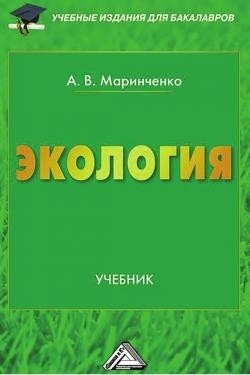 УЧЕБНЫЕ ИЗДАНИЯ ДЛЯ БАКАЛАВРОВ
А. В. Маринченко
ЭКОЛОГИЯ
УЧЕБНИК